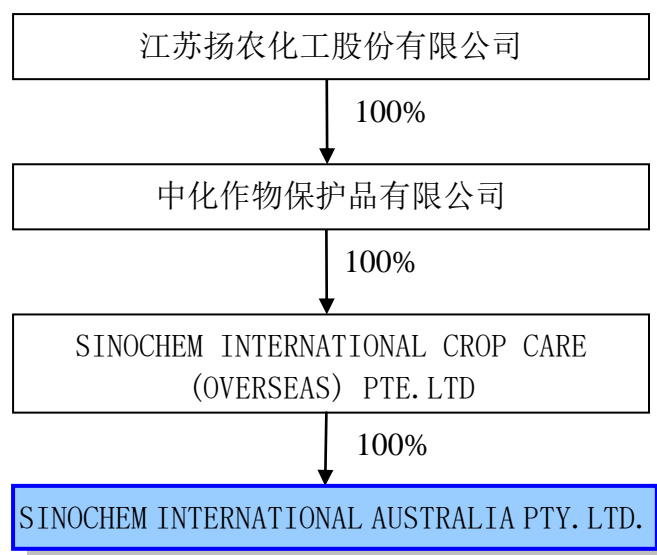 江苏扬农化工股份有限公司
100%
中化作物保护品有限公司
100%
SINOCHEM INTERNATIONAL CROP CARE
(OVERSEAS) PTE.LTD
100%
SINOCHEM INTERNATIONAL AUSTRALIA PTY. LTD.